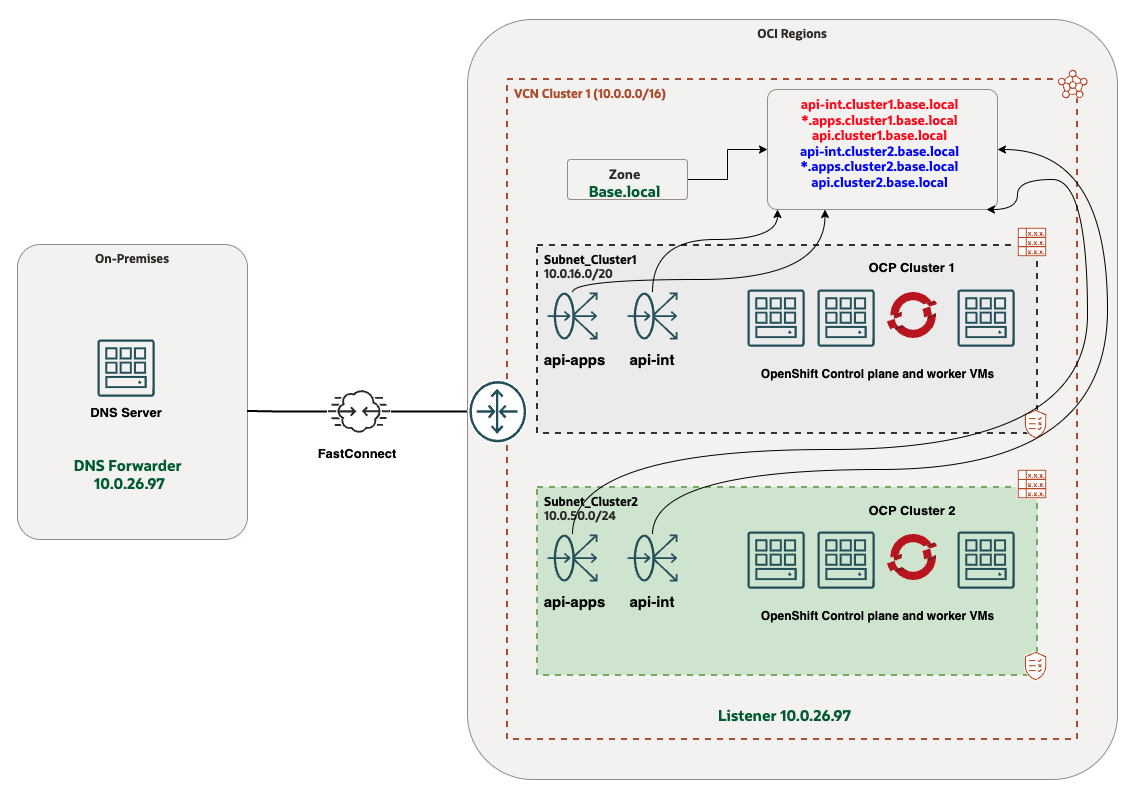 OCI Regions
VCN Cluster 1 (10.0.0.0/16)
api-int.cluster1.base.local
*.apps.cluster1.base.local
api.cluster1.base.local
api-int.cluster2.base.local
*.apps.cluster2.base.local
api.cluster2.base.local
Zone
Base.local
On-Premises
DNS Server
DNS Forwarder
10.0.26.97
FastConnect
Subnet_Cluster1
10.0.16.0/20
OCP Cluster 1
api-apps
api-int
OpenShift Control plane and worker VMs
Subnet_Cluster2
10.0.50.0/24
OCP Cluster 2
api-apps
api-int
OpenShift Control plane and worker VMs
Listener 10.0.26.97